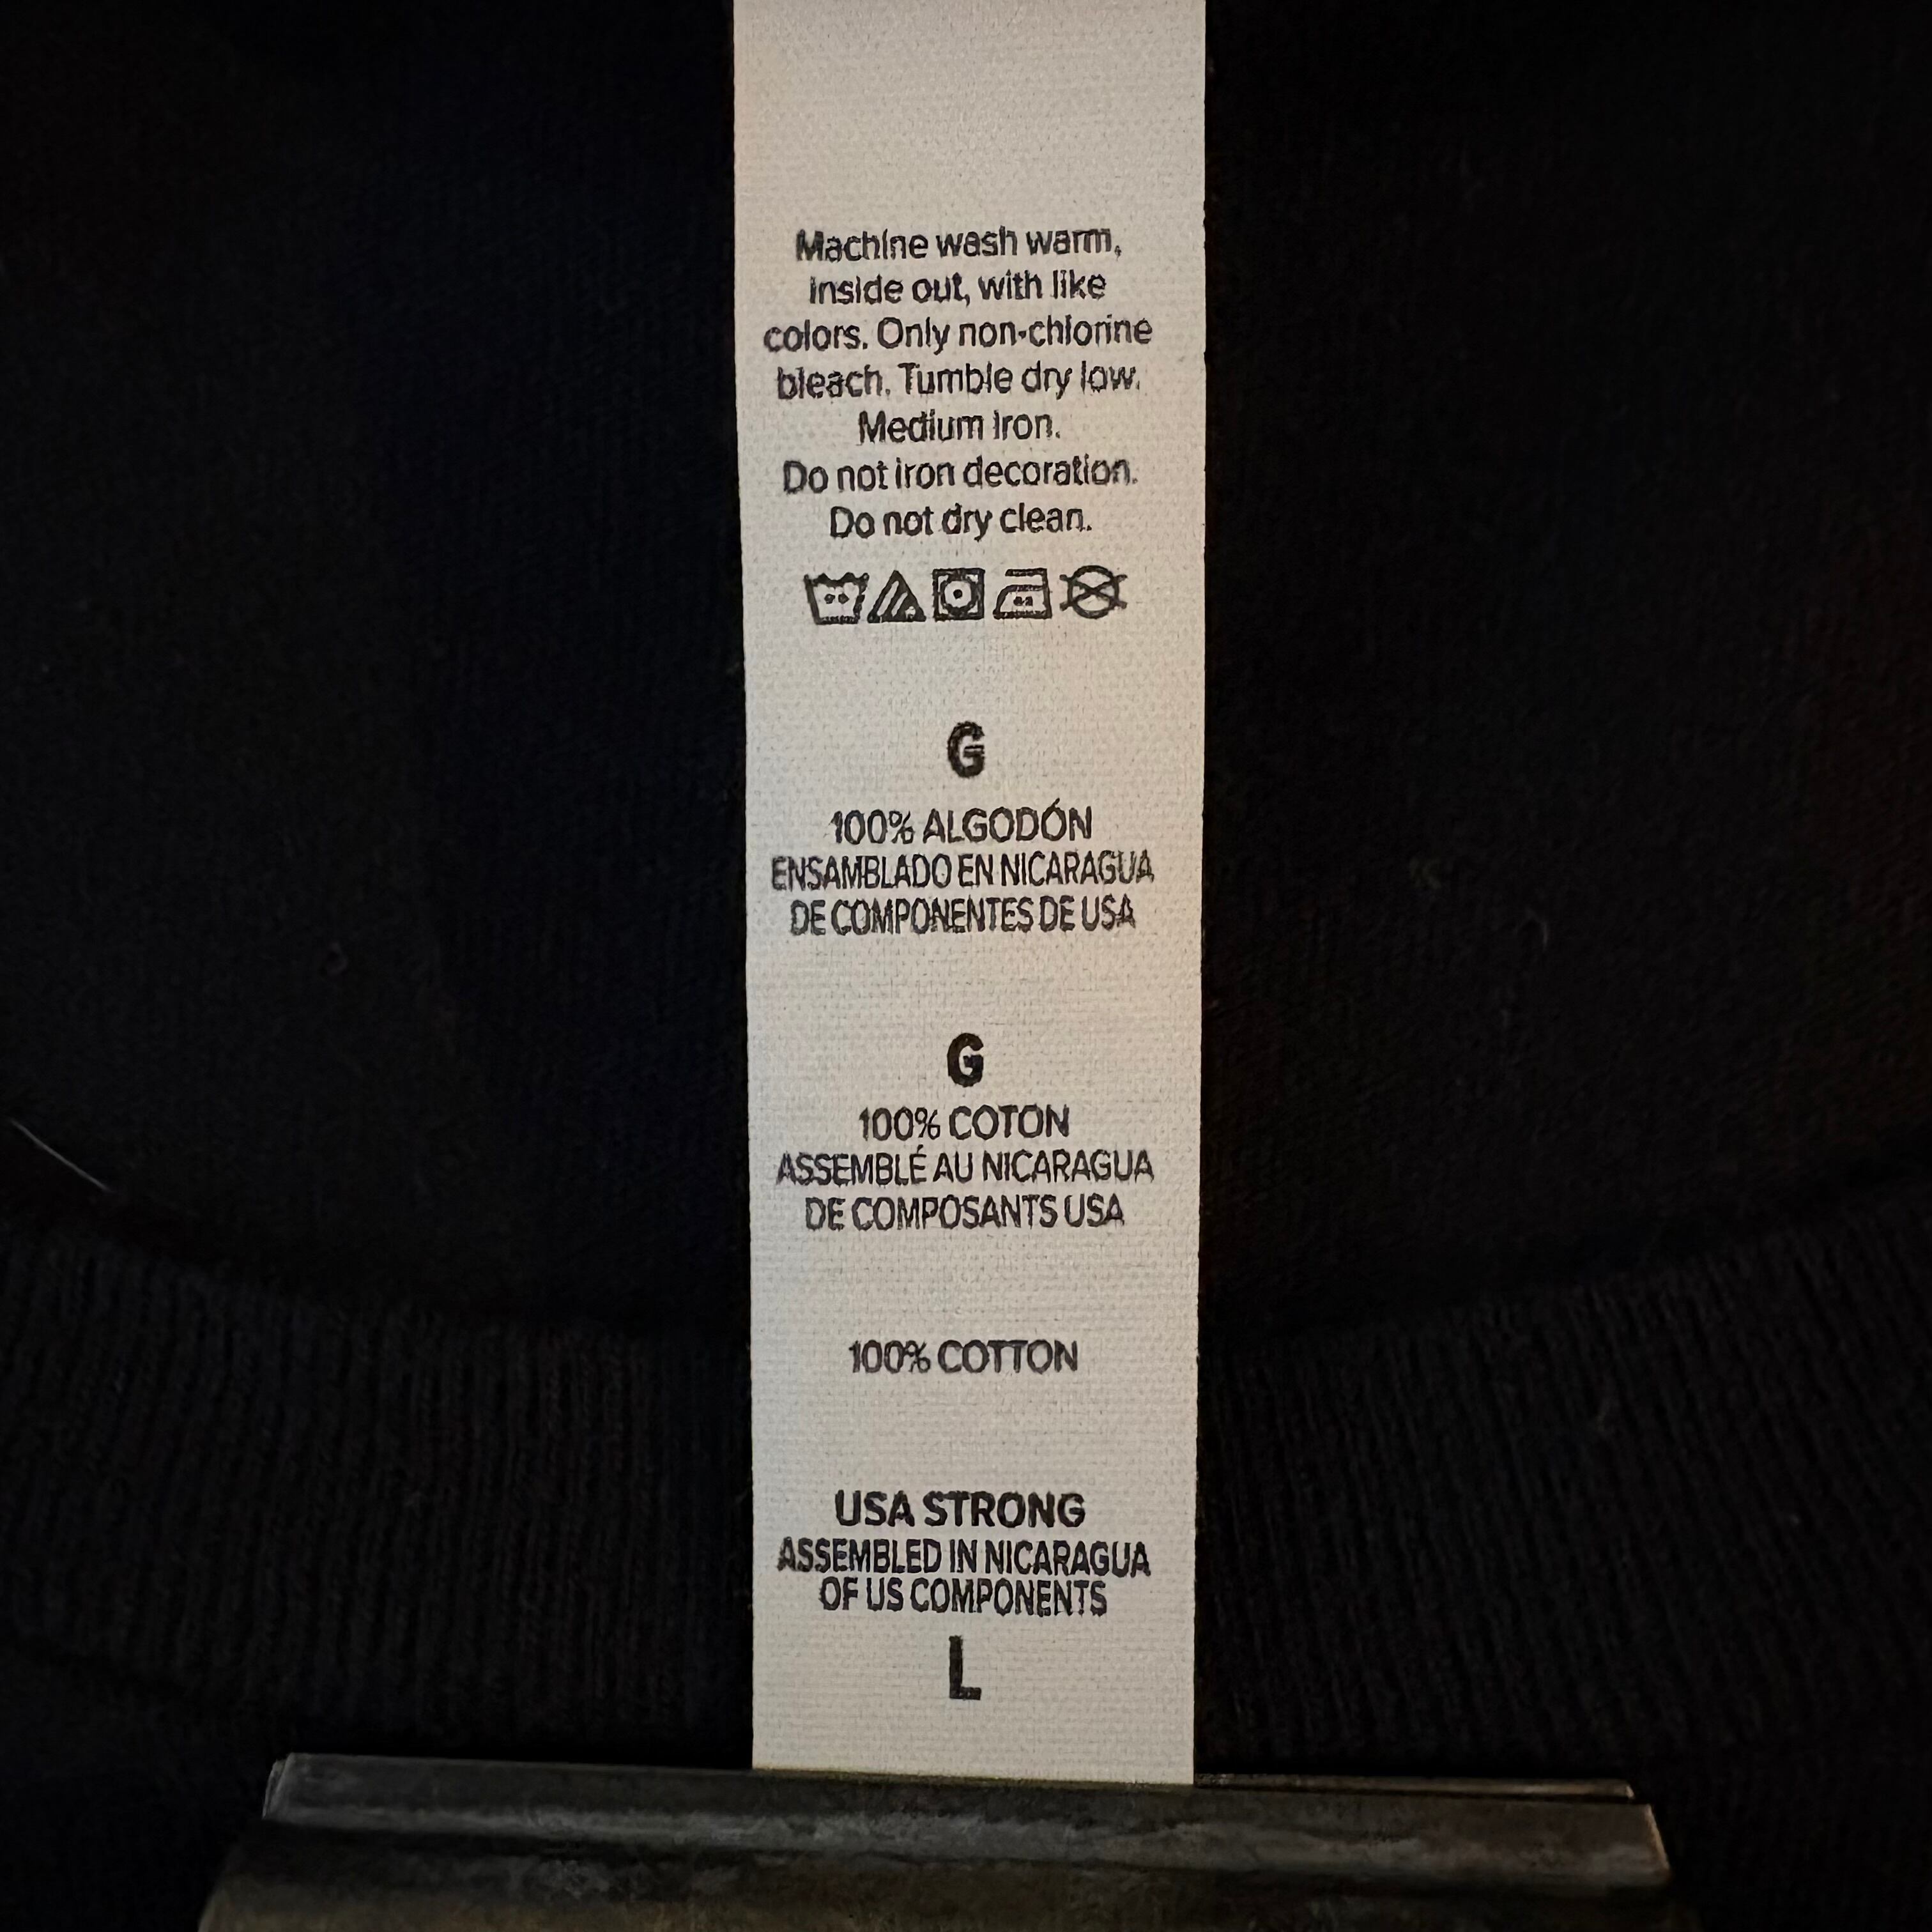 Machine wash warm,
inside out, with like
colors. Only non-chlorine
bleach. Tumble dry low.
Medium iron.
Do not iron decoration.
Do not dry clean.
G
100% ALGODÓN
ENSAMBLADO EN NICARAGUA
DE COMPONENTES DE USA
G
100% COTON
ASSEMBLÉ AU NICARAGUA
DE COMPOSANTS USA
100% COTTON
USA STRONG
ASSEMBLED IN NICARAGUA
OF US COMPONENTS
L